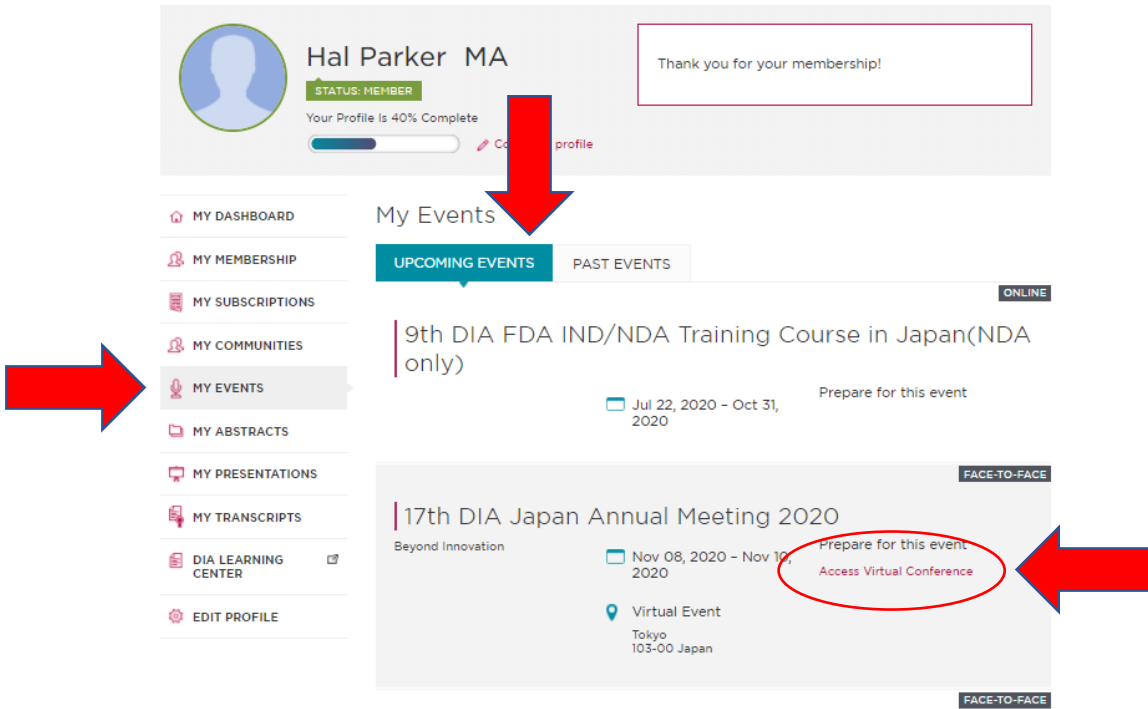 Hal Parker MA
STATUS: MEMBER
Your Profile Is 40% Complete
profile
Thank you for your membership!
MY DASHBOARD
MY MEMBERSHIP
MY SUBSCRIPTIONS
MY COMMUNITIES
MY EVENTS
MY ABSTRACTS
MY PRESENTATIONS
MY TRANSCRIPTS
DIA LEARNING
CENTER
EDIT PROFILE
My Events
UPCOMING EVENTS
PAST EVENTS
ONLINE
9th DIA FDA IND/NDA Training Course in Japan(NDA
only)
Jul 22, 2020 – Oct 31,
2020
Prepare for this event
FACE-TO-FACE
17th DIA Japan Annual Meeting 2020
Beyond Innovation
Nov 08, 2020 – Nov 10,
2020
Virtual Event
Tokyo
103-00 Japan
Prepare for this event
Access Virtual Conference
FACE-TO-FACE